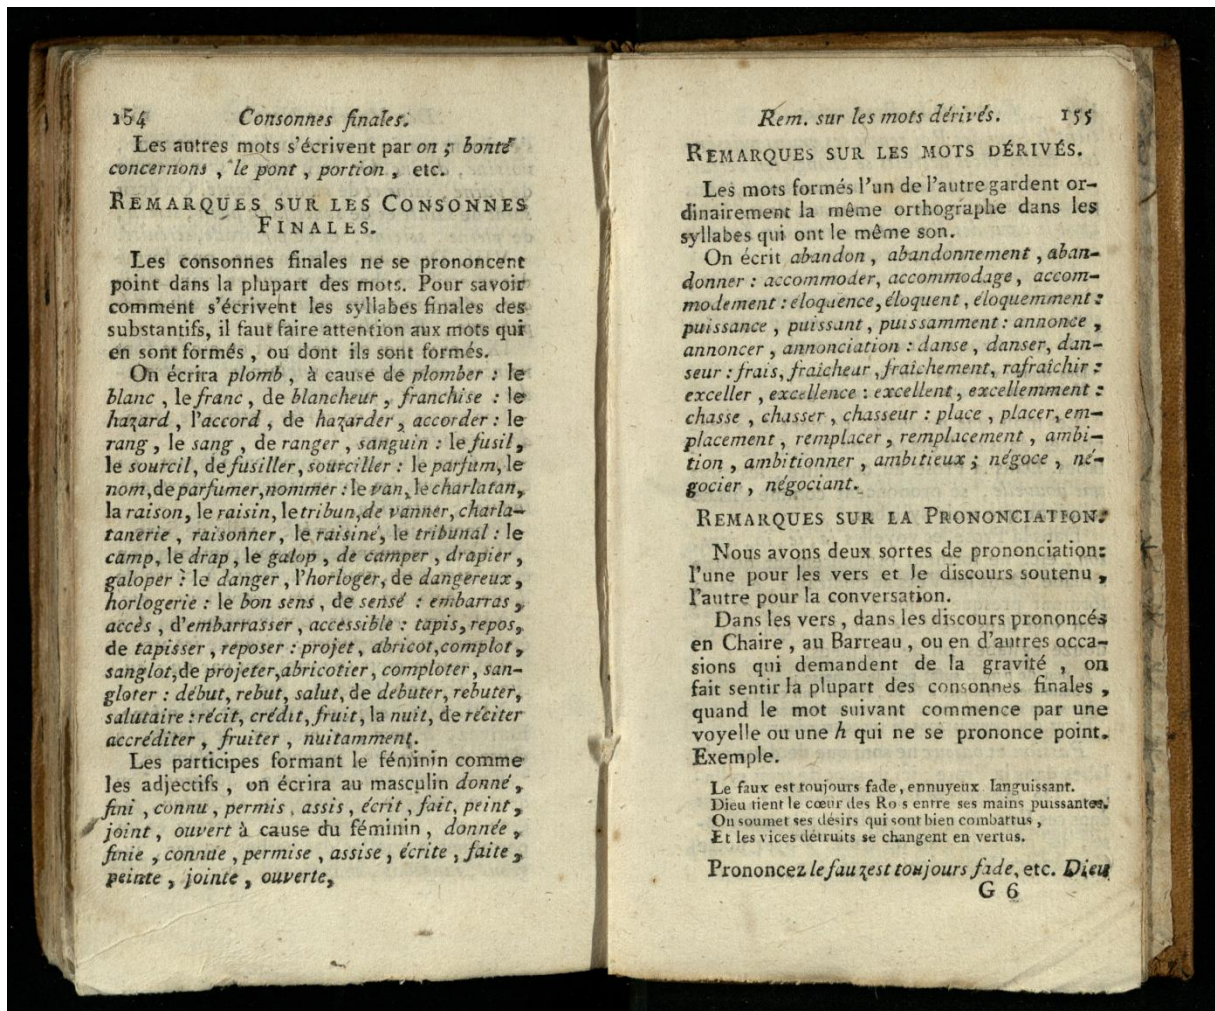 154 Consonnes finales.
Les autres mots s'écrivent par on ; bonté
concernons , le pont , portion , etc.
REMARQUES SUR LES CONSONNES
FINALES.
Les consonnes finales ne se prononcent
point dans la plupart des mots. Pour savoir
comment s'écrivent les syllabes finales des
substantifs, il faut faire attention aux mots qui
en sont formés , ou dont ils sont formés.
On écrira plomb , à cause de plomber : le
blanc , le franc , de blancheur , franchise : le
hazard , l'accord , de hazarder , accorder : le
rang , le sang , de ranger , sanguin : le fusil ,
le sourcil, de fusiller, sourciller : le parfum, le
nom, de parfumer, nommer : le van, le charlatan,
la raison, le raisin, le tribun, de vanner, charla-
tanerie , raisonner, le raisiné, le tribunal : le
camp, le drap , le galop , de camper , drapier ,
galoper : le danger , l'horloger, de dangereux ,
horlogerie : le bon sens , de sensé : embarras ,
accès , d'embarrasser , accessible : tapis, repos,
de tapisser , reposer : projet , abricot, complot ,
sanglot, de projeter, abricotier , comploter , san-
gloter : début, rebut, salut, de débuter, rebuter,
salutaire : récit, crédit, fruit, la nuit, de réciter
accréditer , fruiter , nuitamment.
Les participes formant le féminin comme
les adjectifs , on écrira au masculin donné ,
fini , connu , permis , assis , écrit , fait, peint ,
joint , ouvert à cause du féminin , donnée ,
finie , connue , permise , assise , écrite , faite ,
peinte , jointe , ouverte,
Rem. sur les mots dérivés. 155
REMARQUES SUR LES MOTS DÉRIVÉS.
Les mots formés l'un de l'autre gardent or-
dinairement la même orthographe dans les
syllabes qui ont le même son.
On écrit abandon , abandonnement , aban-
donner : accommoder, accommodage , accom-
modement : éloquence, éloquent , éloquemment :
puissance , puissant , puissamment : annonce ,
annoncer , annonciation : danse , danser, dan-
seur : frais, fraicheur , fraîchement, rafraîchir :
exceller , excellence : excellent , excellemment :
chasse , chasser , chasseur : place , placer, em-
placement , remplacer , remplacement , ambi-
tion , ambitionner , ambitieux ; négoce , né-
gocier , négociant.
REMARQUES SUR LA PRONONCIATION.
Nous avons deux sortes de prononciation:
l'une pour les vers et le discours soutenu ,
l'autre pour la conversation.
Dans les vers , dans les discours prononcés
en Chaire , au Barreau , ou en d'autres occa-
sions qui demandent de la gravité , on
fait sentir la plupart des consonnes finales ,
quand le mot suivant commence par une
voyelle ou une h qui ne se prononce point.
Exemple.
Le faux est toujours fade , ennuyeux languissant.
Dieu tient le cœur des Ro s entre ses mains puissantes.
On soumet ses désirs qui sont bien combattus ,
Et les vices détruits se changent en vertus.
Prononcez le fau zest toujours fade, etc. Dieu
G 6